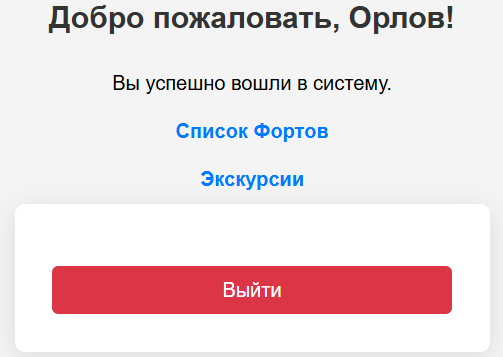 Добро пожаловать, Орлов!
Вы успешно вошли в систему.
Список Фортов
Экскурсии
Выйти